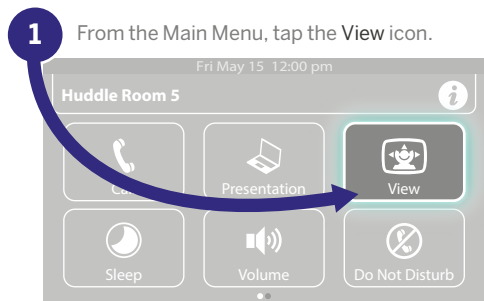 1 From the Main Menu, tap the View icon.
Fri May 15 12:00 pm
Huddle Room 5 i
Presentation View
Sleep Volume Do Not Disturb